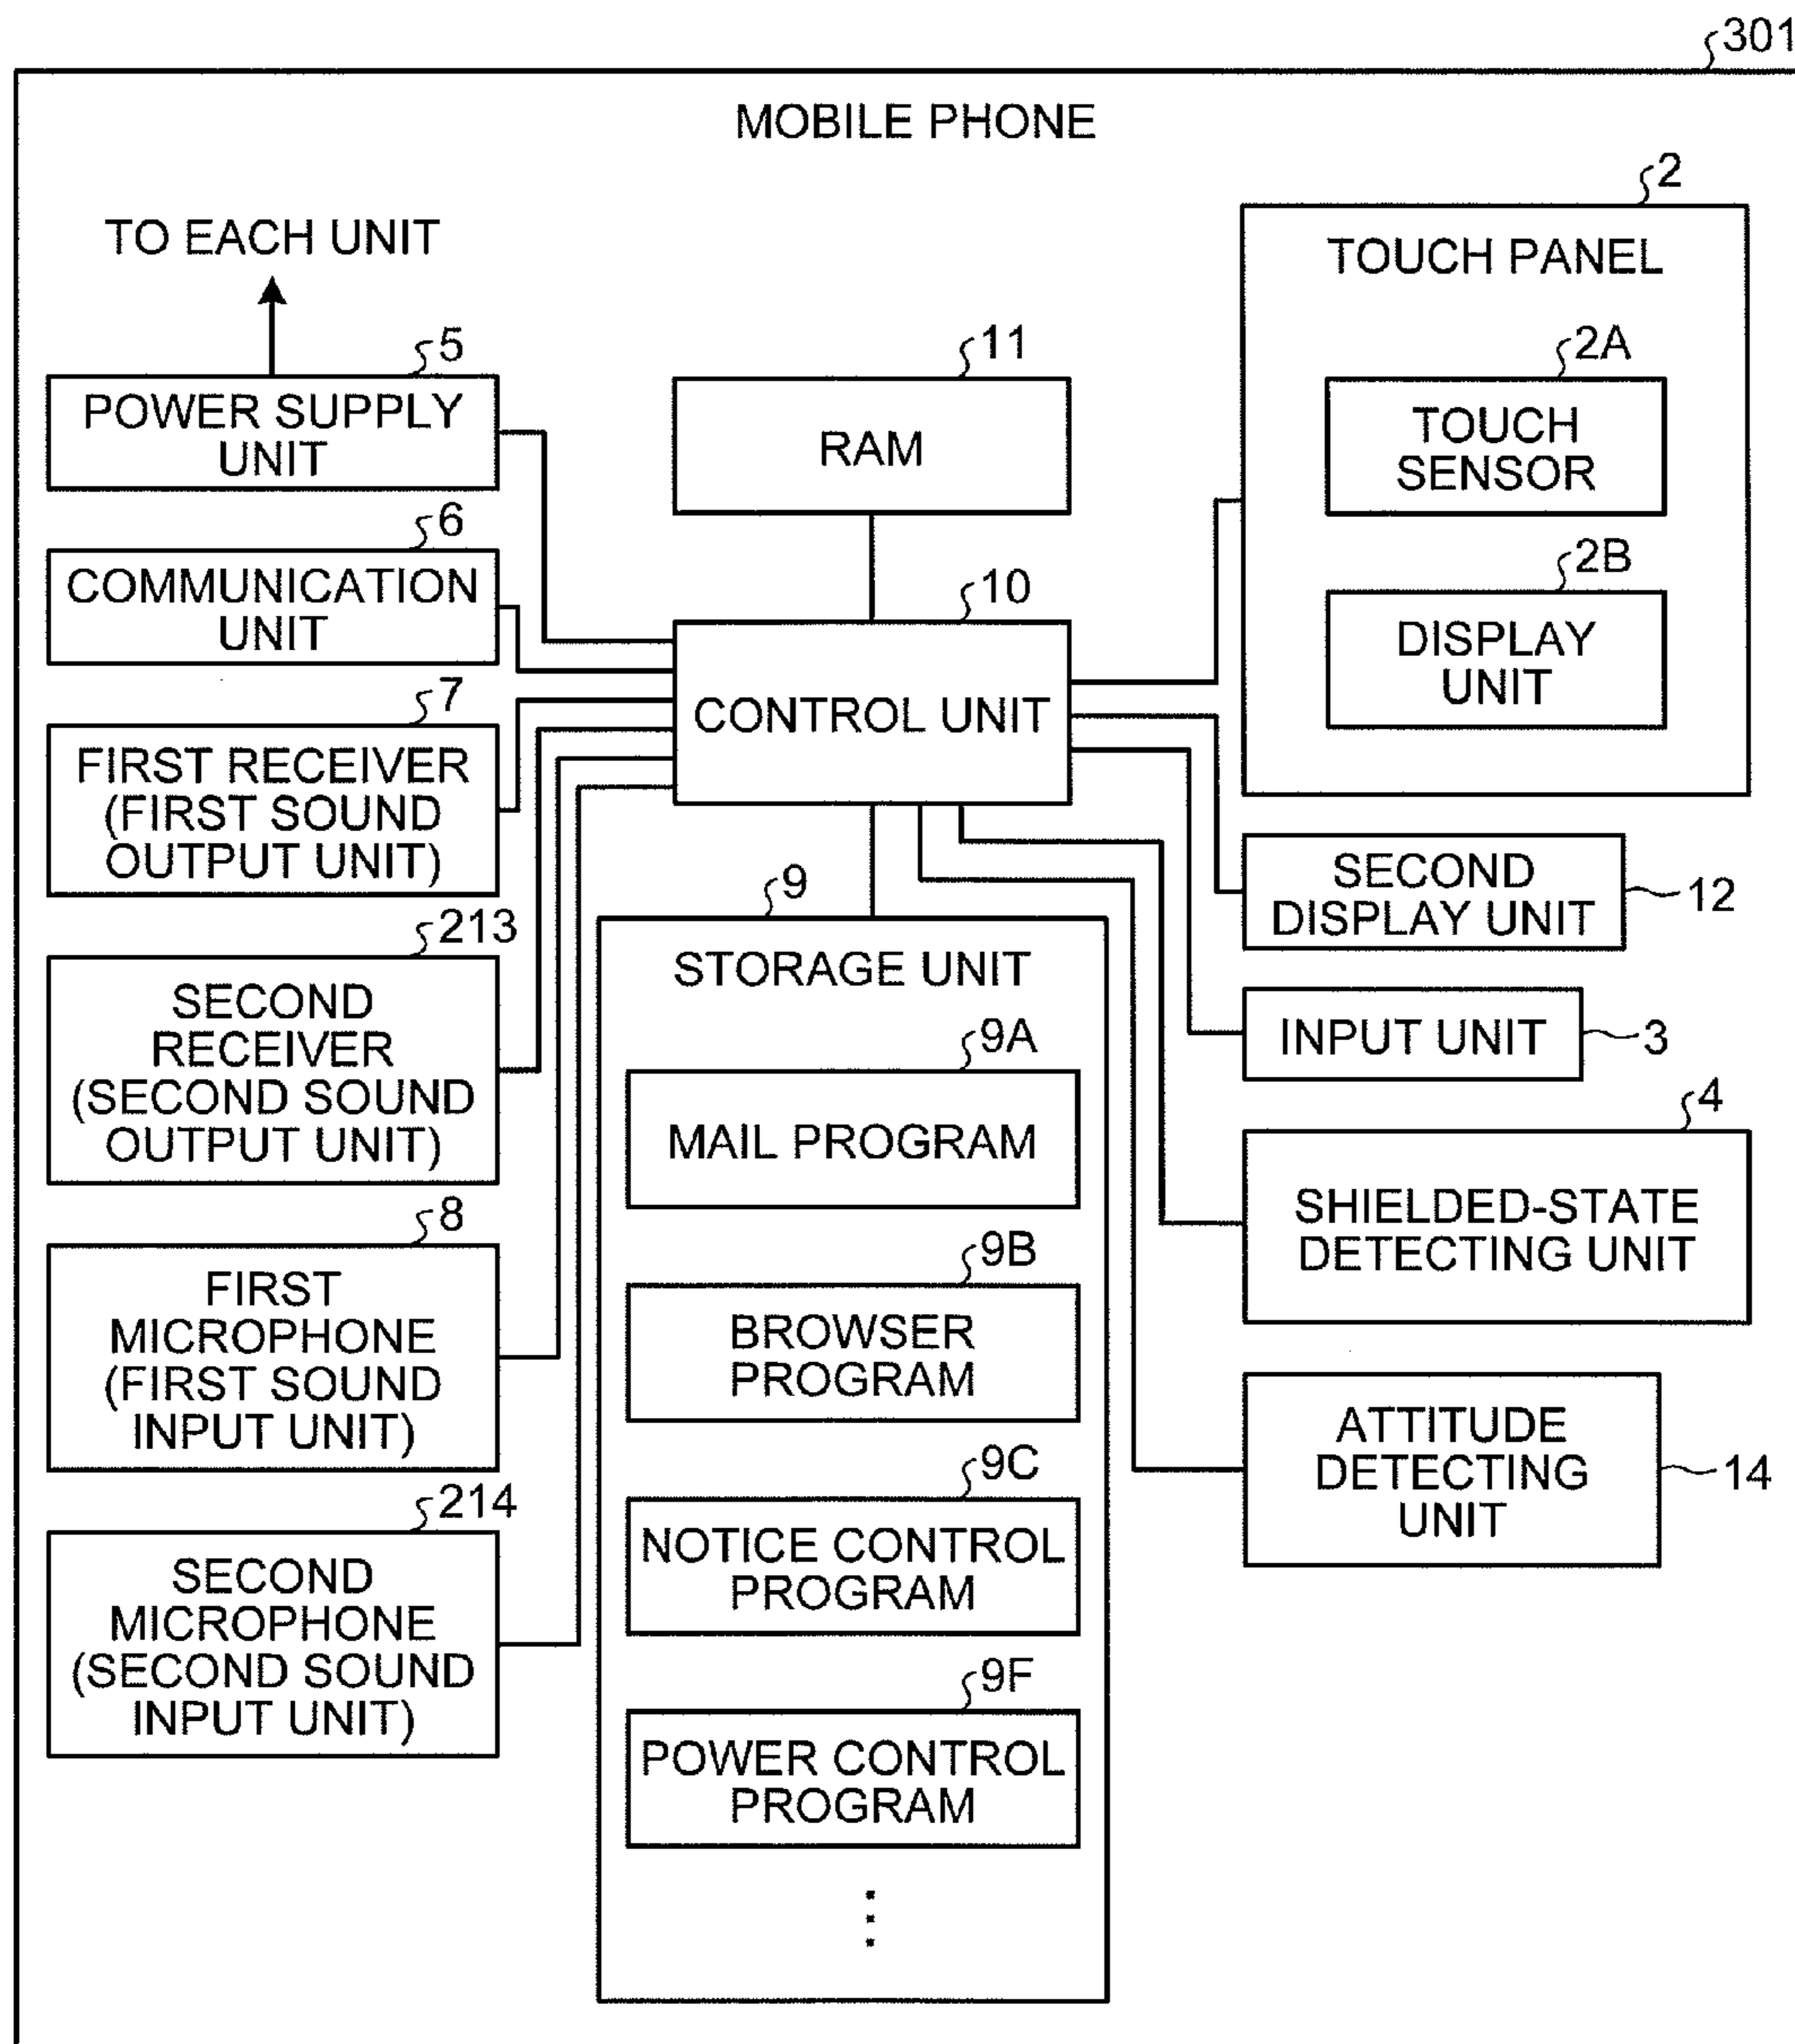 301
MOBILE PHONE
TO EACH UNIT
5
POWER SUPPLY
UNIT
6
COMMUNICATION
UNIT
7
FIRST RECEIVER
(FIRST SOUND
OUTPUT UNIT)
213
SECOND
RECEIVER
(SECOND SOUND
OUTPUT UNIT)
8
FIRST
MICROPHONE
(FIRST SOUND
INPUT UNIT)
214
SECOND
MICROPHONE
(SECOND SOUND
INPUT UNIT)
11
RAM
10
CONTROL UNIT
9
STORAGE UNIT
9A
MAIL PROGRAM
9B
BROWSER
PROGRAM
9C
NOTICE CONTROL
PROGRAM
9F
POWER CONTROL
PROGRAM
2
TOUCH PANEL
2A
TOUCH
SENSOR
2B
DISPLAY
UNIT
SECOND
DISPLAY UNIT
12
INPUT UNIT
3
4
SHIELDED-STATE
DETECTING UNIT
ATTITUDE
DETECTING
UNIT
14